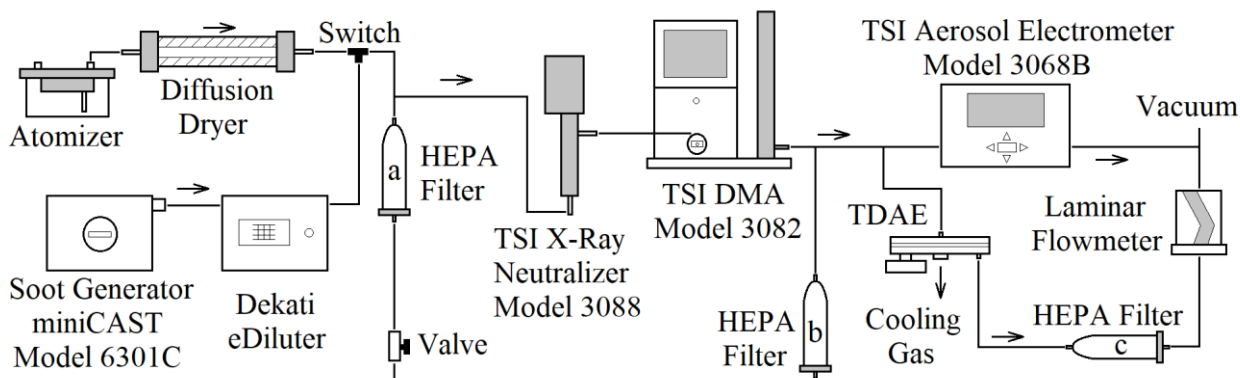 Switch
Diffusion
Dryer
Atomizer
Soot Generator
miniCAST
Model 6301C
Dekati
eDiluter
a
HEPA
Filter
Valve
TSI X-Ray
Neutralizer
Model 3088
TSI DMA
Model 3082
TSI Aerosol Electrometer
Model 3068B
Vacuum
TDAE
Cooling
Gas
HEPA
Filter
b
Laminar
Flowmeter
HEPA Filter
c